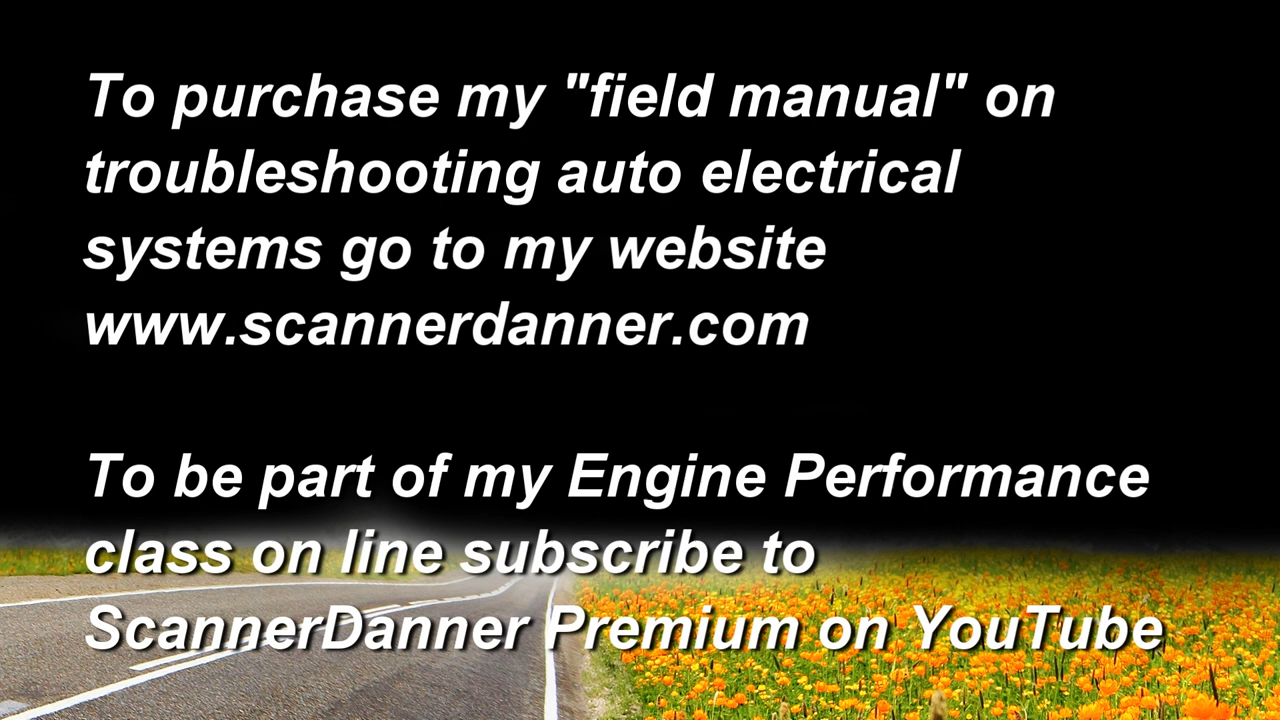 To purchase my "field manual" on
troubleshooting auto electrical
systems go to my website
www.scannerdanner.com
To be part of my Engine Performance
class on line subscribe to
ScannerDanner Premium on YouTube